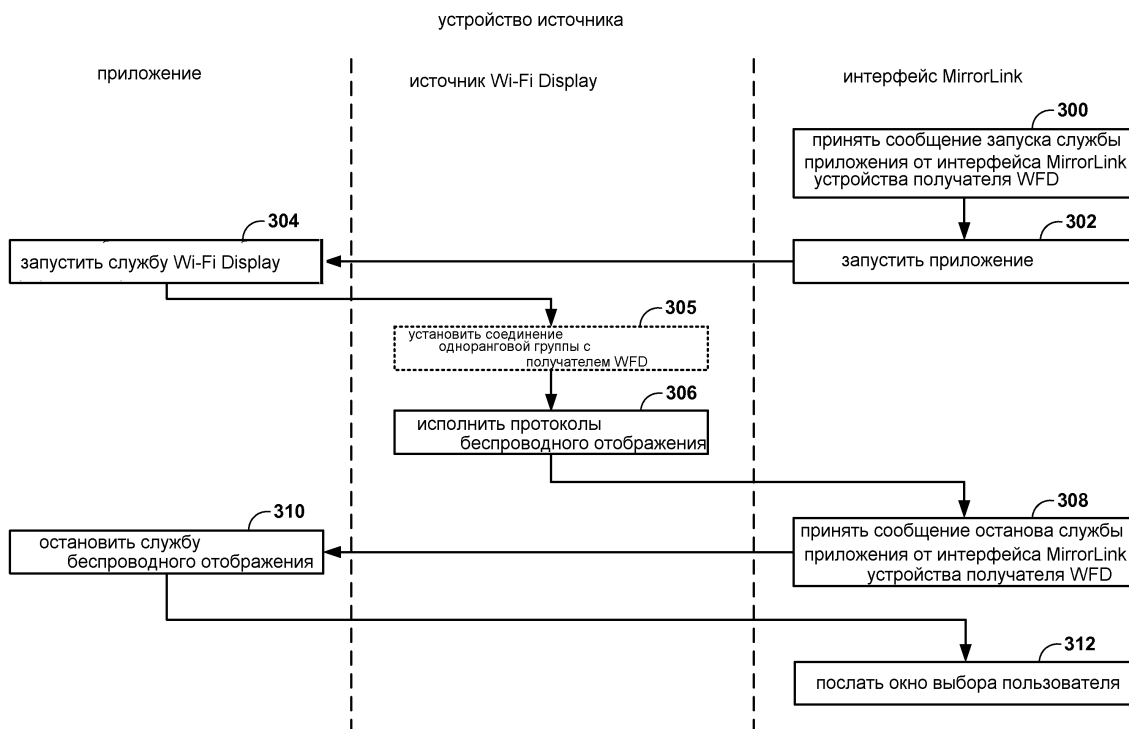 устройство источника
приложение
источник Wi-Fi Display
интерфейс MirrorLink
300
принять сообщение запуска службы
приложения от интерфейса MirrorLink
устройства получателя WFD
304
302
запустить службу Wi-Fi Display
запустить приложение
305
установить соединение
одноранговой группы с
получателем WFD
306
исполнить протоколы
беспроводного отображения
310
308
остановить службу
беспроводного отображения
принять сообщение останова службы
приложения от интерфейса MirrorLink
устройства получателя WFD
312
послать окно выбора пользователя